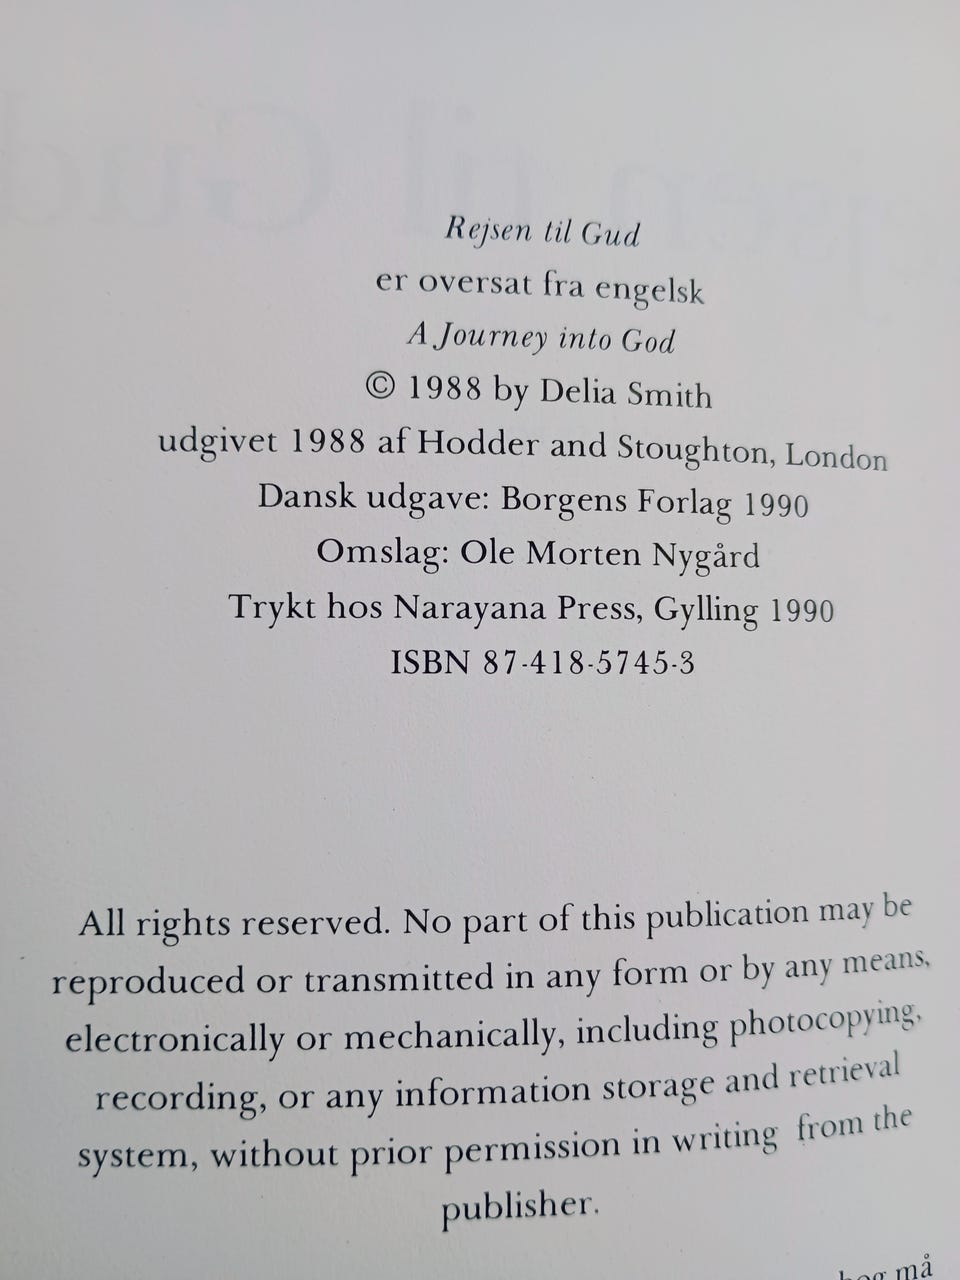 Rejsen til Gud
er oversat fra engelsk
A Journey into God
© 1988 by Delia Smith
udgivet 1988 af Hodder and Stoughton, London
Dansk udgave: Borgens Forlag 1990
Omslag: Ole Morten Nygård
Trykt hos Narayana Press, Gylling 1990
ISBN 87-418-5745-3
All rights reserved. No part of this publication may be
reproduced or transmitted in any form or by any means,
electronically or mechanically, including photocopying,
recording, or any information storage and retrieval
system, without prior permission in writing from the
publisher.
bog må